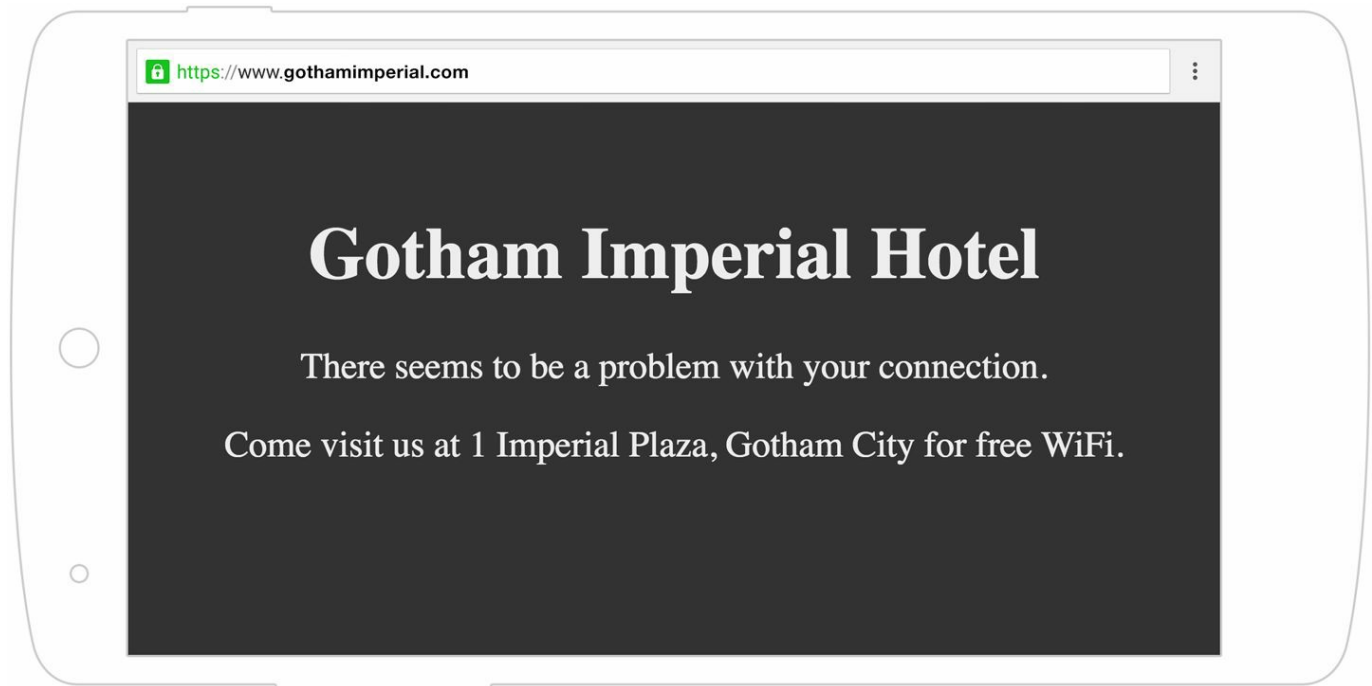 https://www.gothamimperial.com
Gotham Imperial Hotel
There seems to be a problem with your connection.
Come visit us at 1 Imperial Plaza, Gotham City for free WiFi.